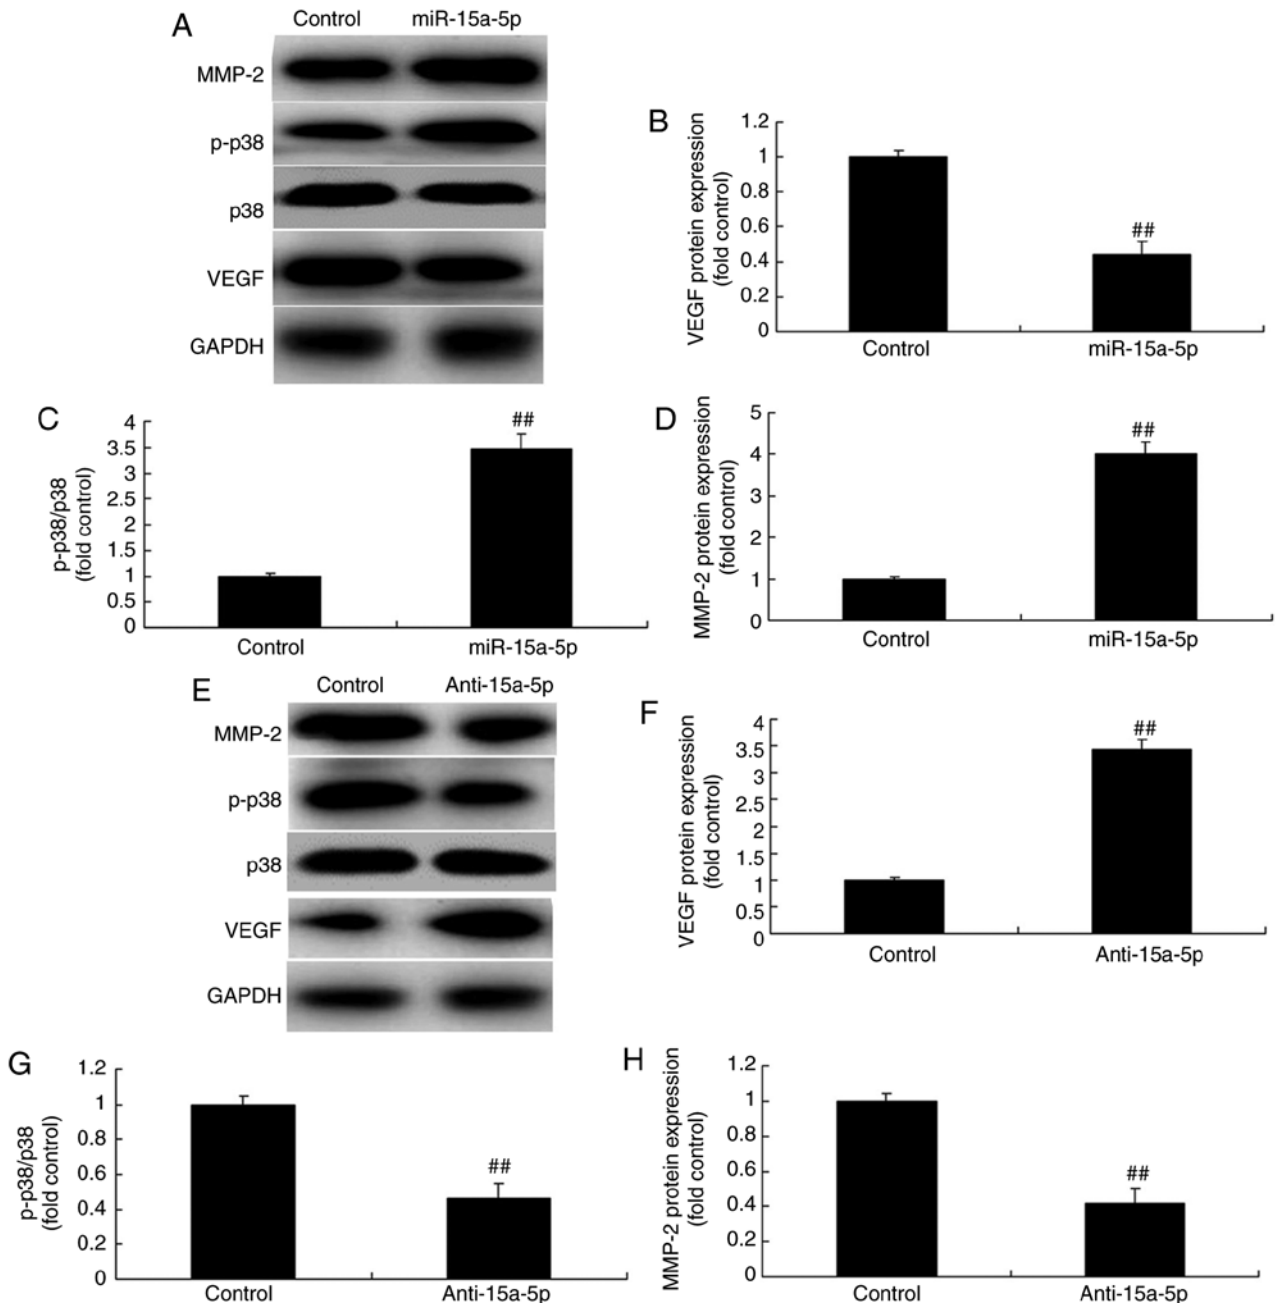 A
Control miR-15a-5p
MMP-2
p-p38
p38
VEGF
GAPDH
B
VEGF protein expression
(fold control)
1.2
1
0.8
0.6
0.4
0.2
0
##
Control miR-15a-5p
C
p-p38/p38
(fold control)
4
3.5
3
2.5
2
1.5
1
0.5
0
##
Control miR-15a-5p
D
MMP-2 protein expression
(fold control)
5
4
3
2
1
0
##
Control miR-15a-5p
E
Control Anti-15a-5p
MMP-2
p-p38
p38
VEGF
GAPDH
F
VEGF protein expression
(fold control)
4
3.5
3
2.5
2
1.5
1
0.5
0
##
Control Anti-15a-5p
G
p-p38/p38
(fold control)
1.2
1
0.8
0.6
0.4
0.2
0
##
Control Anti-15a-5p
H
MMP-2 protein expression
(fold control)
1.2
1
0.8
0.6
0.4
0.2
0
##
Control Anti-15a-5p